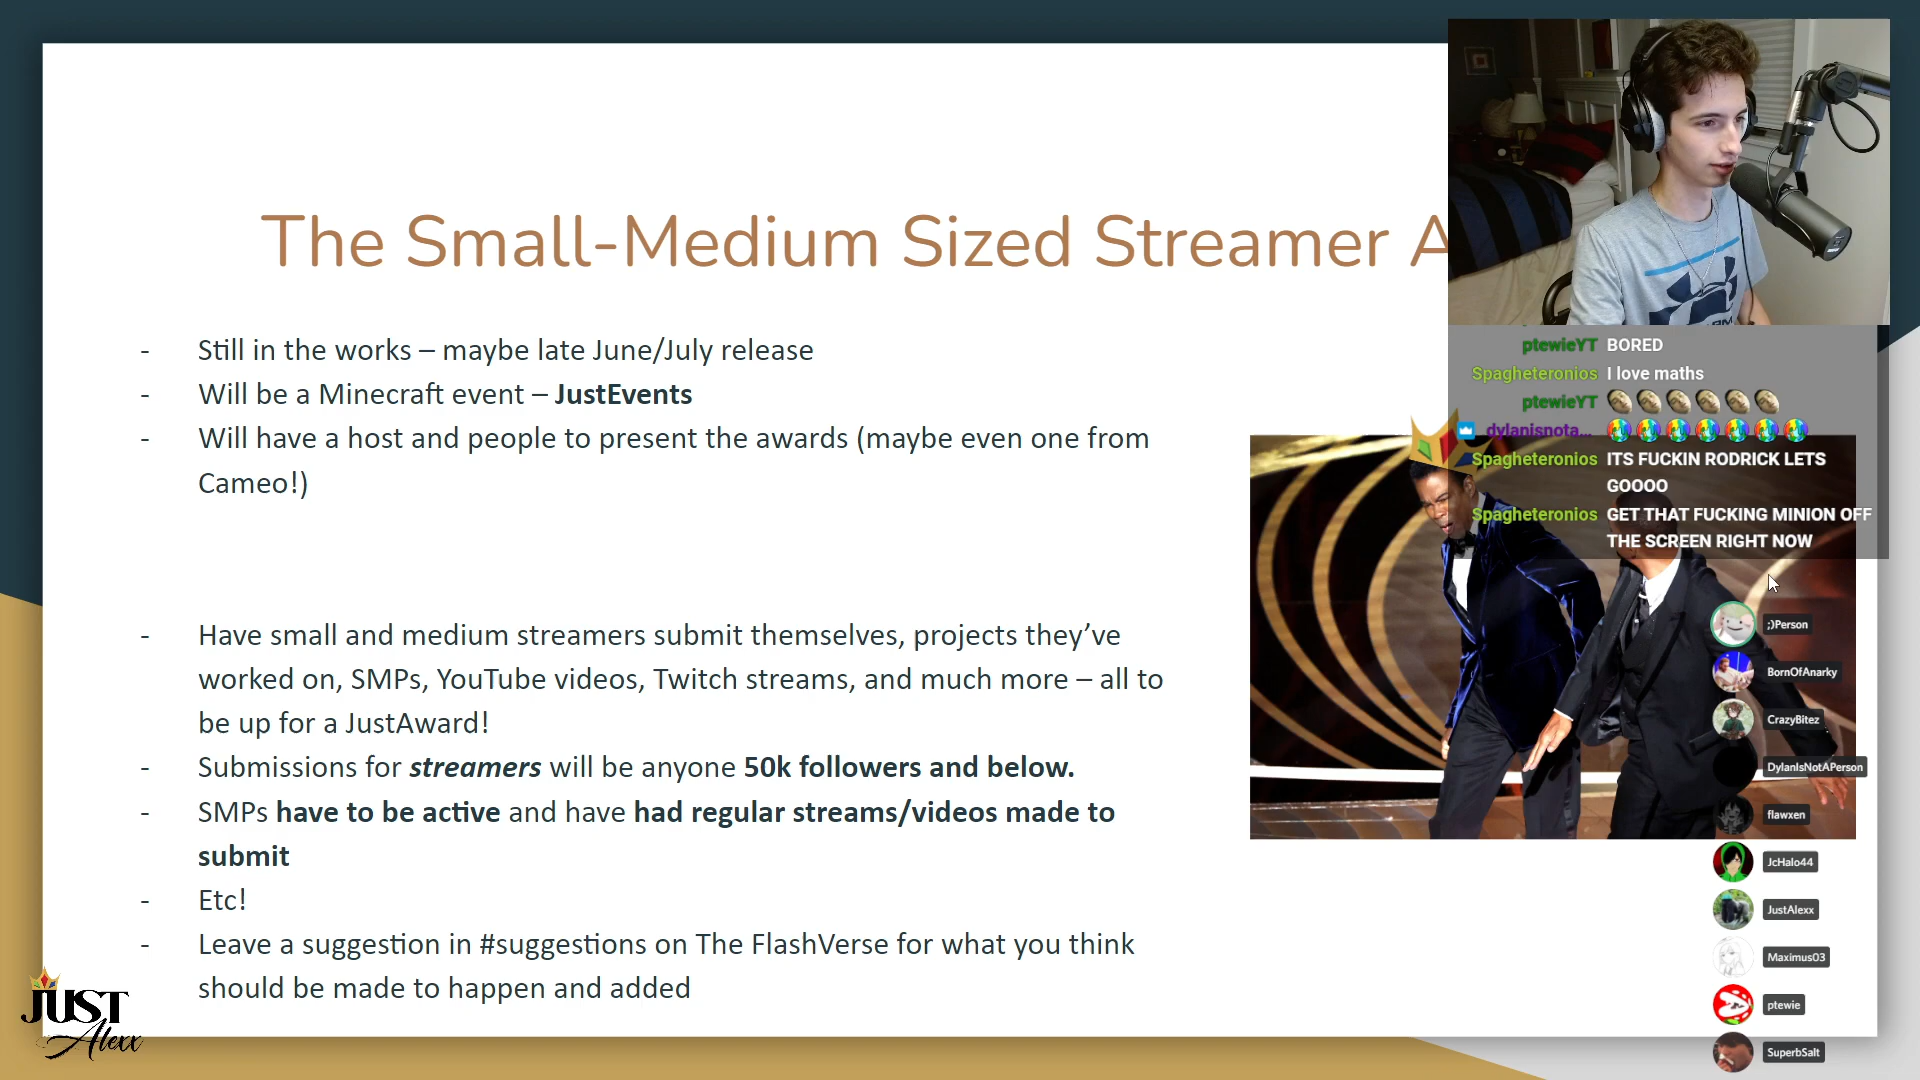 The Small-Medium Sized Streamer A
- Still in the works – maybe late June/July release
- Will be a Minecraft event – JustEvents
- Will have a host and people to present the awards (maybe even one from
Cameo!)
- Have small and medium streamers submit themselves, projects they’ve
worked on, SMPs, YouTube videos, Twitch streams, and much more – all to
be up for a JustAward!
- Submissions for streamers will be anyone 50k followers and below.
- SMPs have to be active and have had regular streams/videos made to
submit
- Etc!
- Leave a suggestion in #suggestions on The FlashVerse for what you think
should be made to happen and added
JUST
Alexx
ptewieYT BORED
Spagheteronios I love maths
ptewieYT
dylanisnota...
Spagheteronios ITS FUCKIN RODRICK LETS
GOOOO
Spagheteronios GET THAT FUCKING MINION OFF
THE SCREEN RIGHT NOW
;)Person
BornOfAnarky
CrazyBitez
DylanIsNotAPerson
flawxen
JcHalo44
JustAlexx
Maximus03
ptewie
SuperbSalt